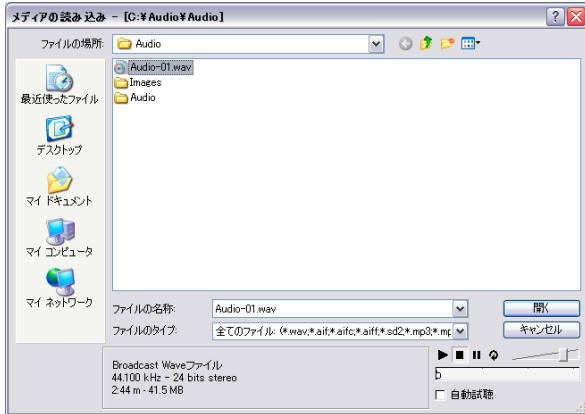 メディアの読み込み - [C:¥Audio¥Audio]
ファイルの場所:
Audio
最近使ったファイル
デスクトップ
マイ ドキュメント
マイ コンピュータ
マイ ネットワーク
Audio-01.wav
Images
Audio
ファイルの名称: Audio-01.wav 開く
ファイルのタイプ: 全てのファイル: (*.wav;*.aif;*.aifc;*.aiff;*.sd2;*.mp3;*.mp キャンセル
Broadcast Waveファイル
44.100 kHz - 24 bits stereo
2:44 m - 41.5 MB
自動試聴